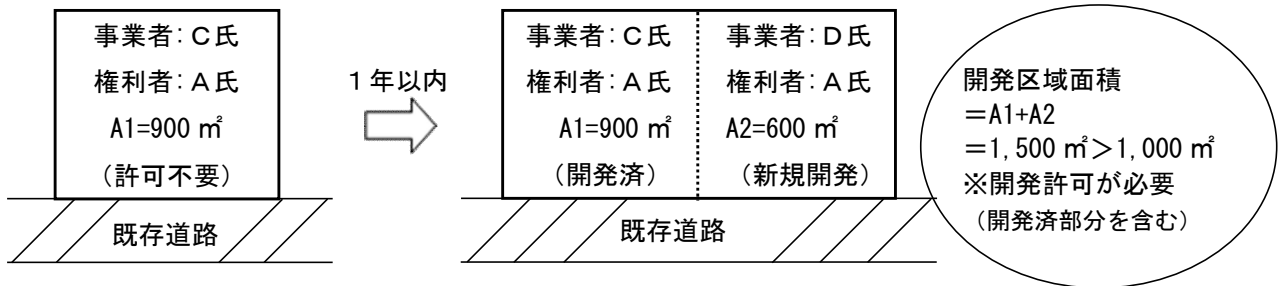 事業者：Ｃ氏
権利者：Ａ氏
A1=900 ㎡
（許可不要）
既存道路
１年以内
事業者：Ｃ氏
権利者：Ａ氏
A1=900 ㎡
（開発済）
事業者：Ｄ氏
権利者：Ａ氏
A2=600 ㎡
（新規開発）
既存道路
開発区域面積
＝A1+A2
＝1,500 ㎡＞1,000 ㎡
※開発許可が必要
（開発済部分を含む）